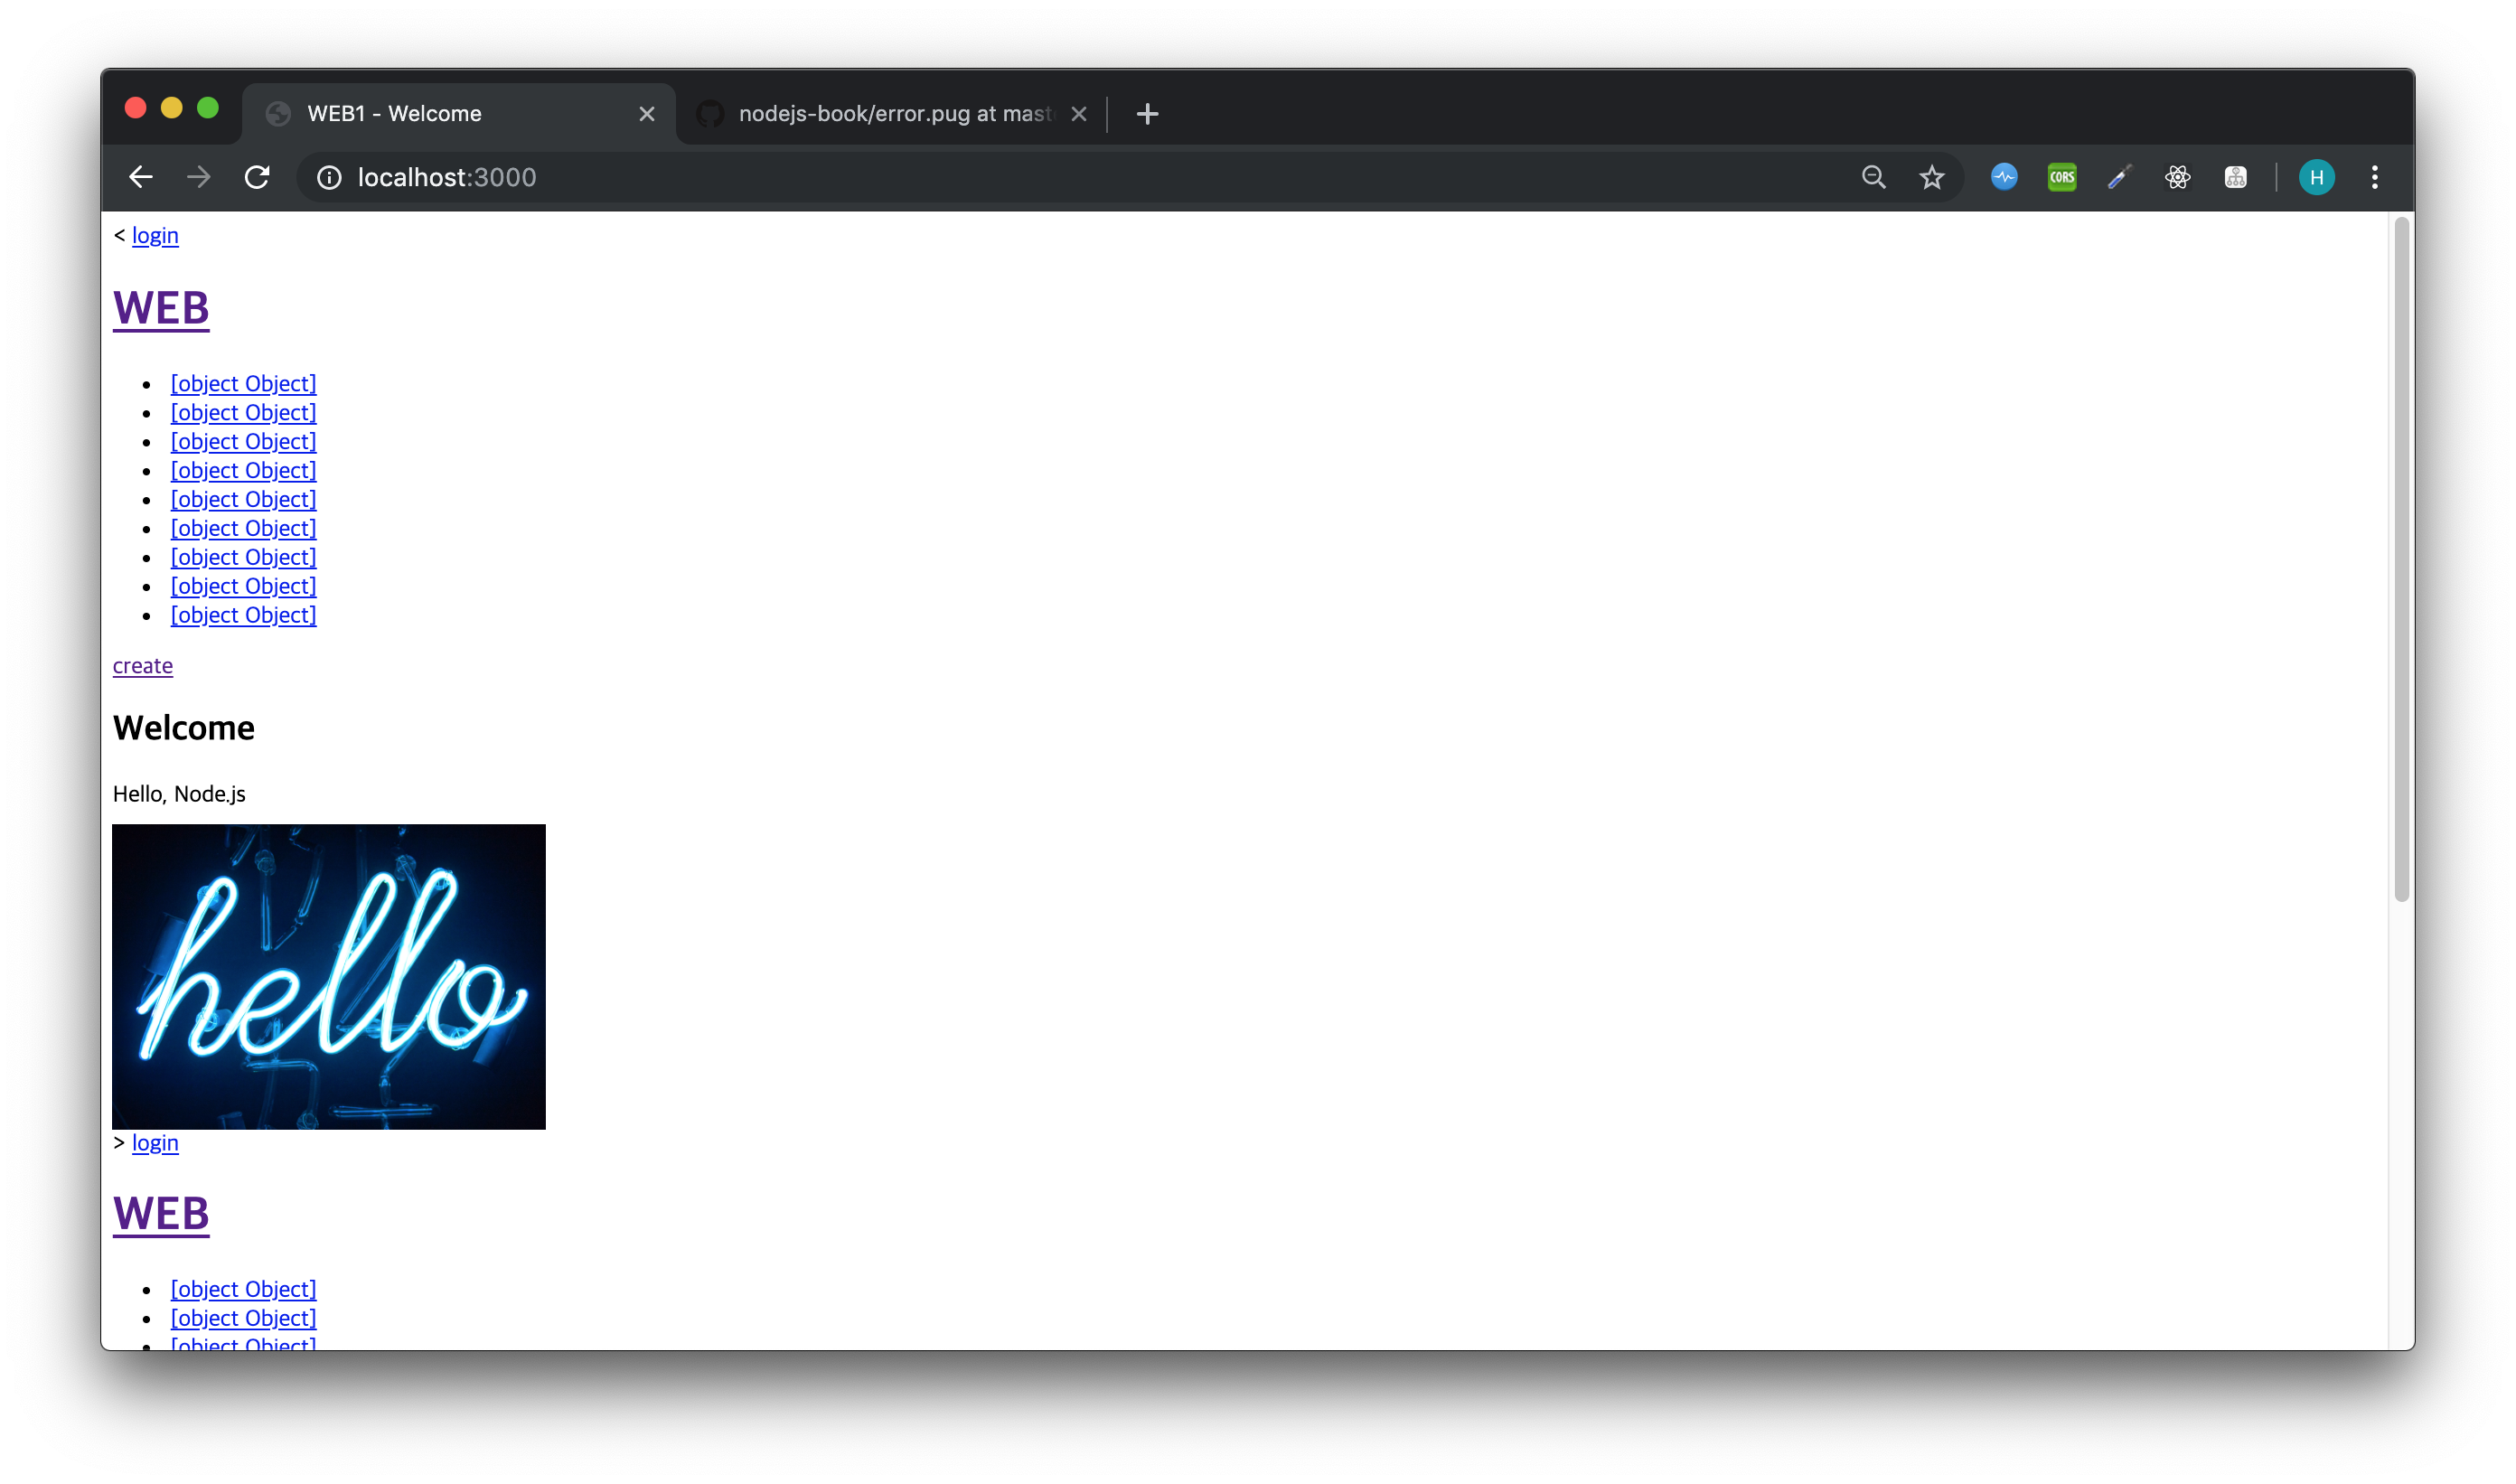 WEB1 - Welcome
nodejs-book/error.pug at mast
localhost:3000
CORS
H
< login
WEB
[object Object]
[object Object]
[object Object]
[object Object]
[object Object]
[object Object]
[object Object]
[object Object]
[object Object]
create
Welcome
Hello, Node.js
hello
> login
WEB
[object Object]
[object Object]
[object Object]